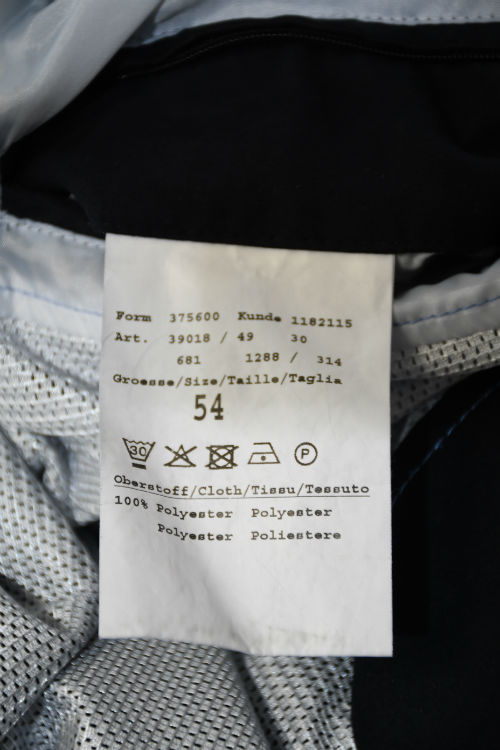 Form 375600 Kunde 1182115
Art. 39018 / 49 30
681 1288 / 314
Groesse/Size/Taille/Taglia
54
30 P
Oberstoff/Cloth/Tissu/Tessuto
100% Polyester Polyester
Polyester Poliestere